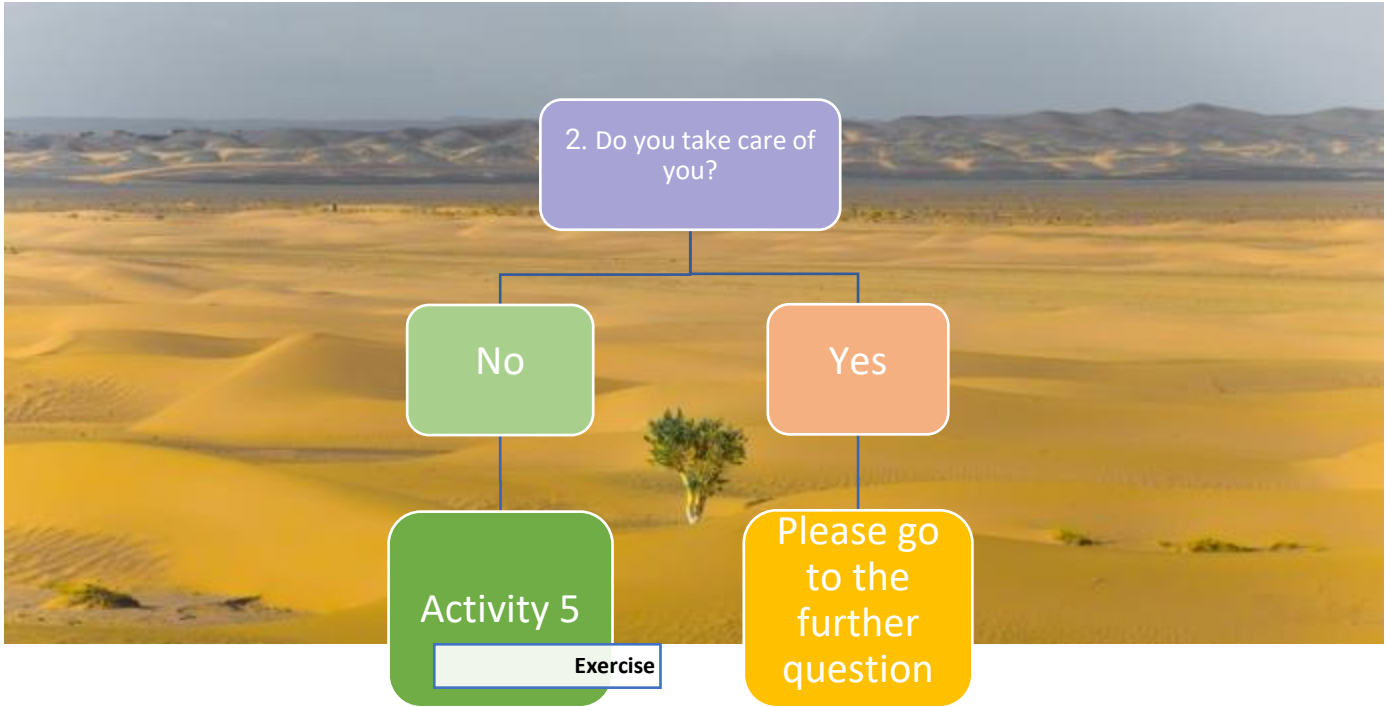 2. Do you take care of
you?
No
Yes
Activity 5
Exercise
Please go
to the
further
question